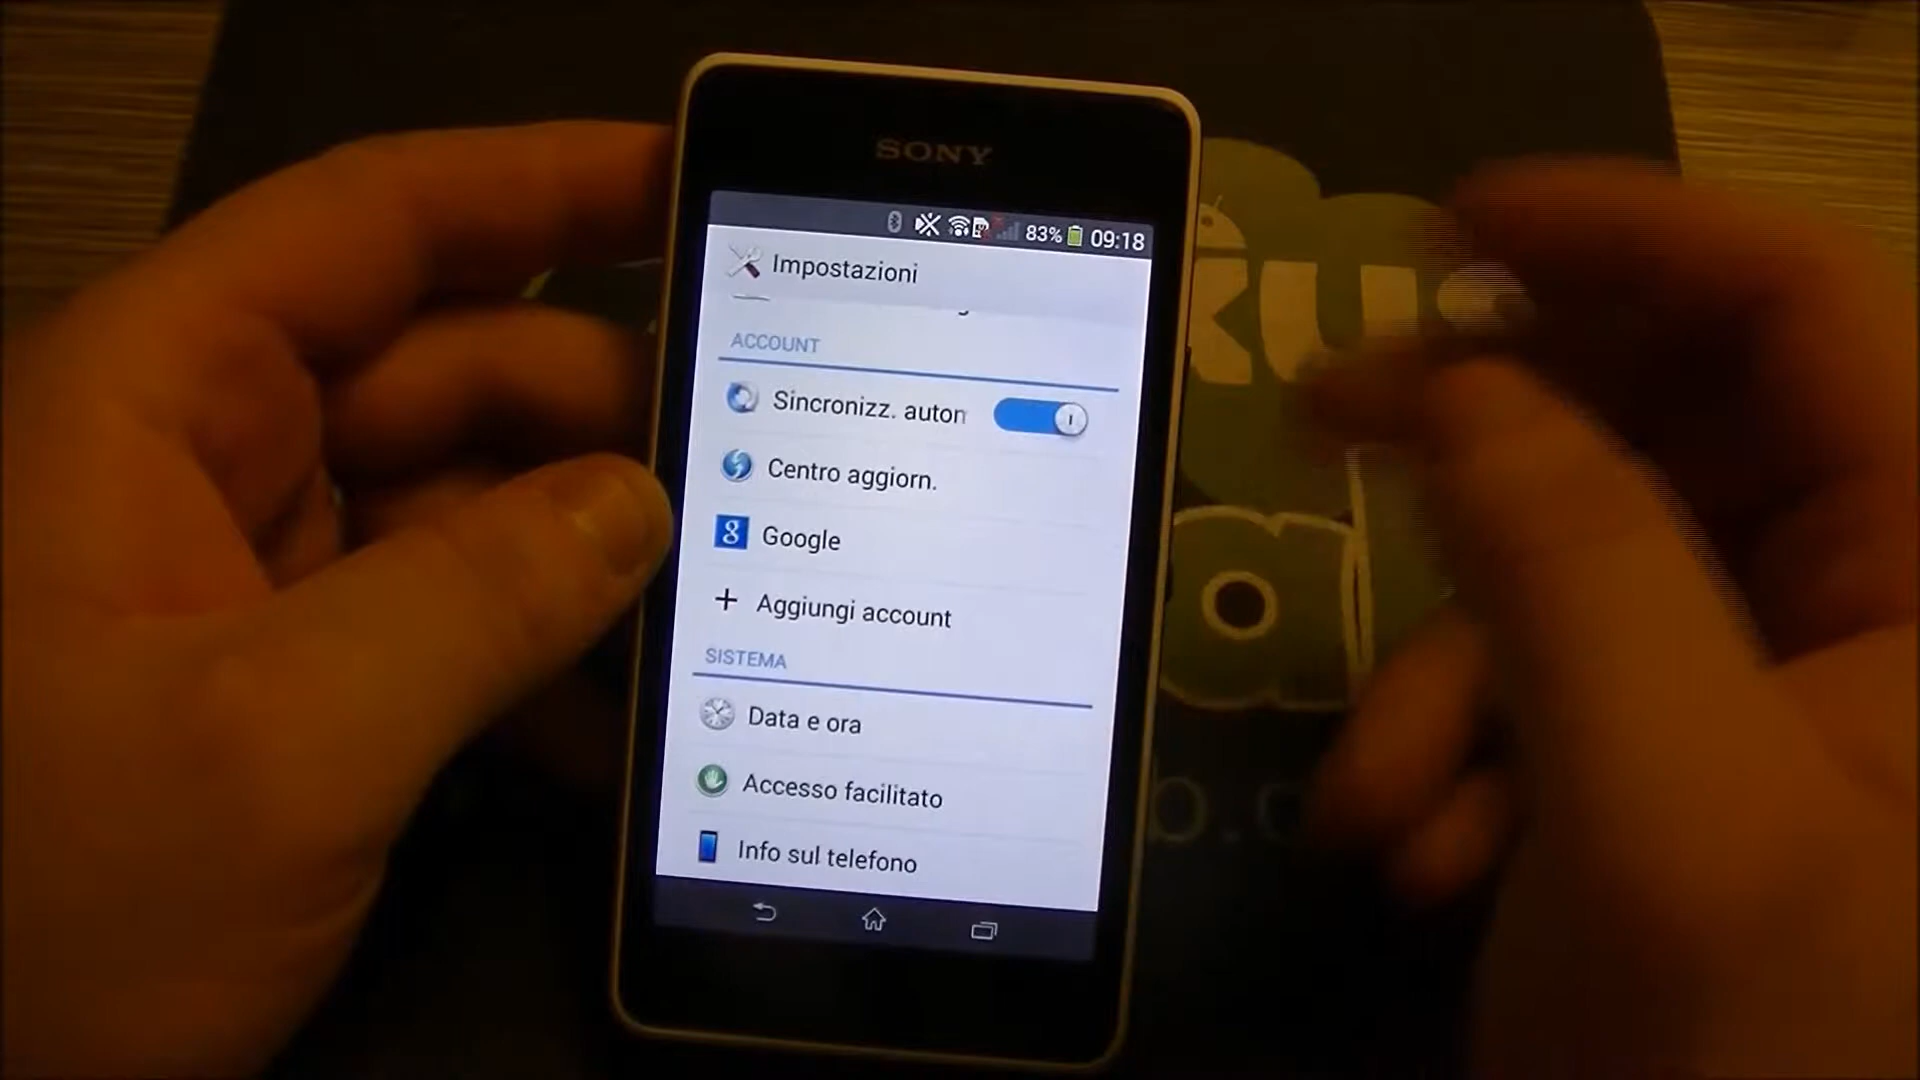 SONY
83% 09:18
Impostazioni
ACCOUNT
Sincronizz. auton
Centro aggiorn.
Google
Aggiungi account
SISTEMA
Data e ora
Accesso facilitato
Info sul telefono